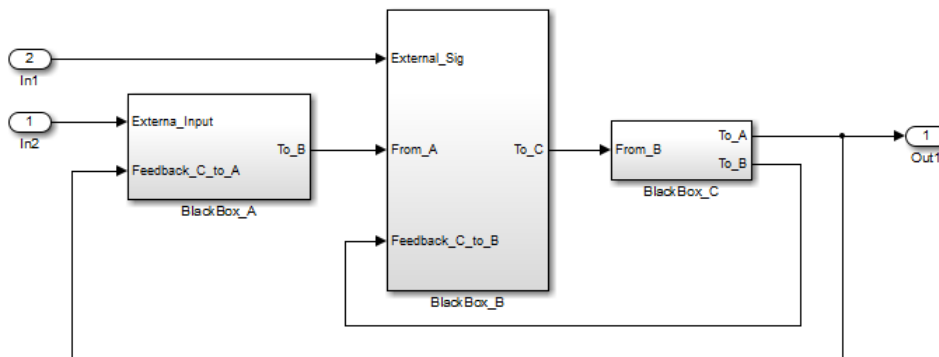 2
In1
External_Sig
1
In2
Externa_Input
To_B
Feedback_C_to_A
BlackBox_A
From_A
To_C
Feedback_C_to_B
BlackBox_B
From_B
To_A
To_B
BlackBox_C
1
Out1